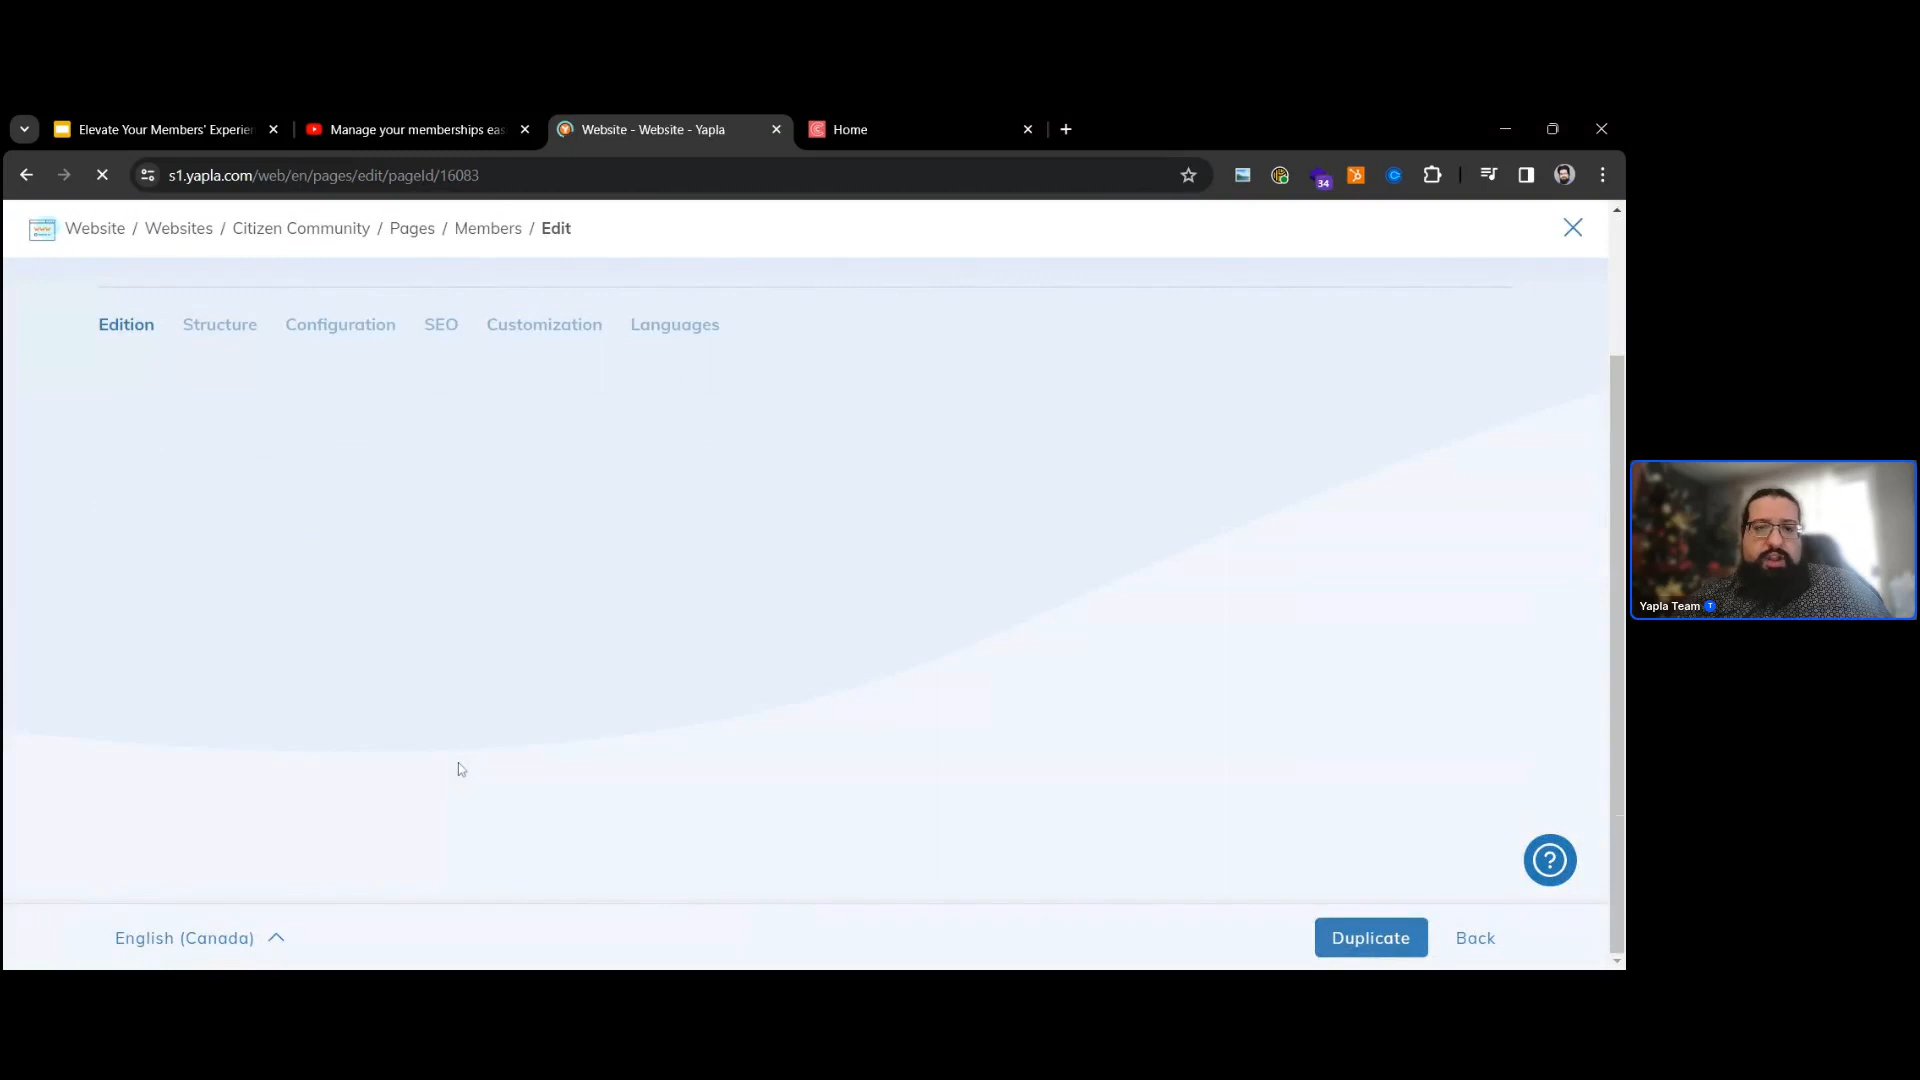 Elevate Your Members' Experie
Manage your memberships eas
Website - Website - Yapla
Home
s1.yapla.com/web/en/pages/edit/pageId/16083
34
Website / Websites / Citizen Community / Pages / Members / Edit
Edition
Structure
Configuration
SEO
Customization
Languages
Yapla Team
T
?
English (Canada)
Duplicate
Back